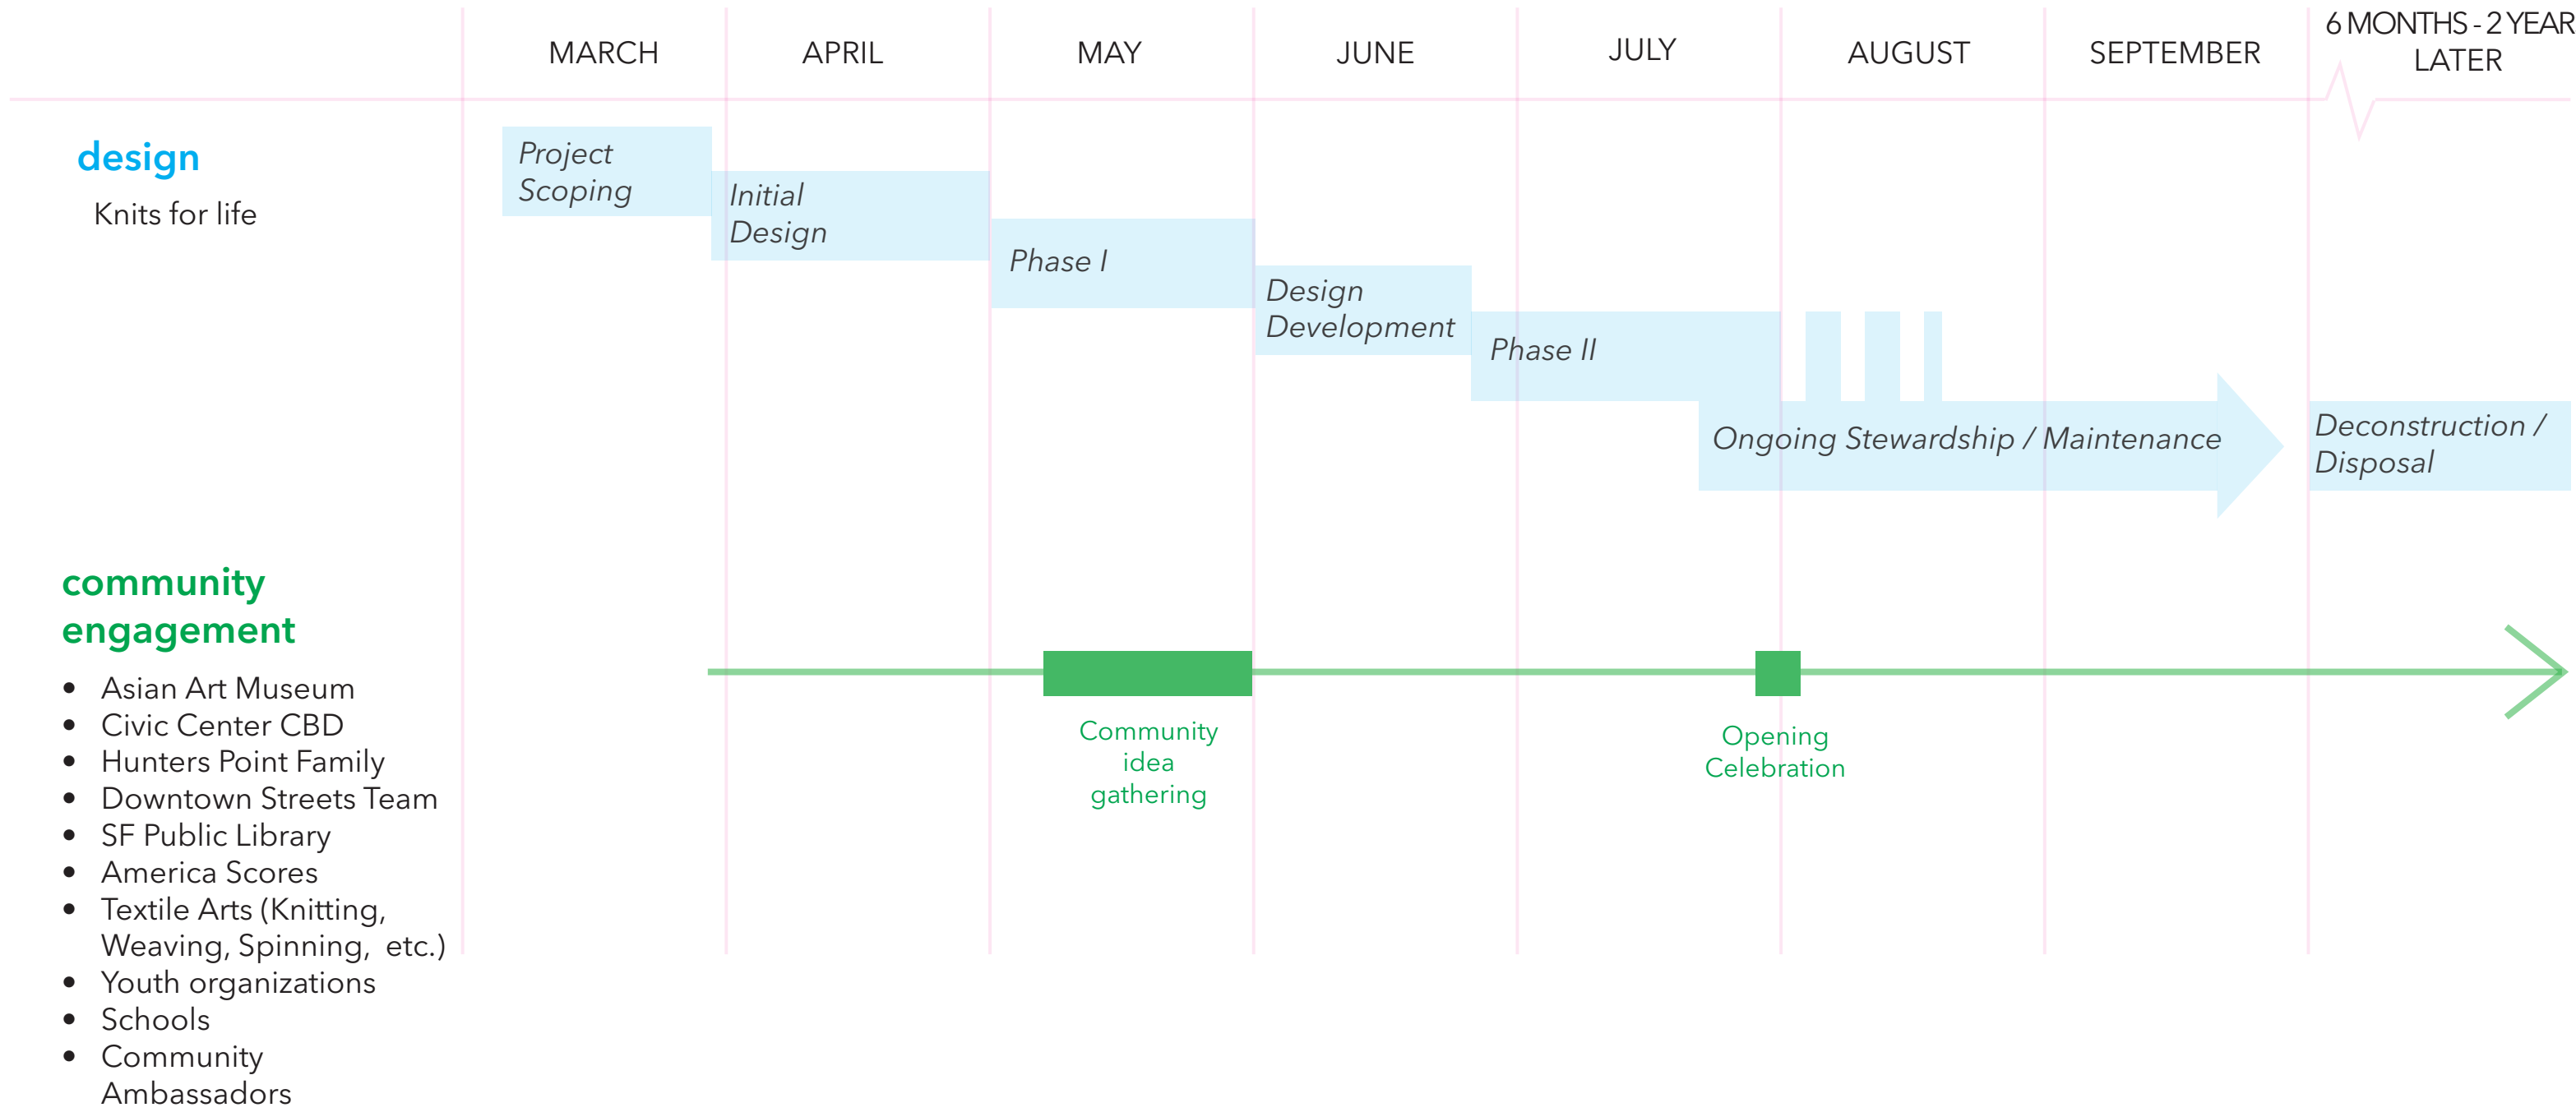 MARCH
APRIL
MAY
JUNE
JULY
AUGUST
SEPTEMBER
6 MONTHS - 2 YEAR
LATER
design
Knits for life
Project
Scoping
Initial
Design
Phase I
Design
Development
Phase II
Ongoing Stewardship / Maintenance
Deconstruction /
Disposal
community
engagement
• Asian Art Museum
• Civic Center CBD
• Hunters Point Family
• Downtown Streets Team
• SF Public Library
• America Scores
• Textile Arts (Knitting,
Weaving, Spinning, etc.)
• Youth organizations
• Schools
• Community
Ambassadors
Community
idea
gathering
Opening
Celebration